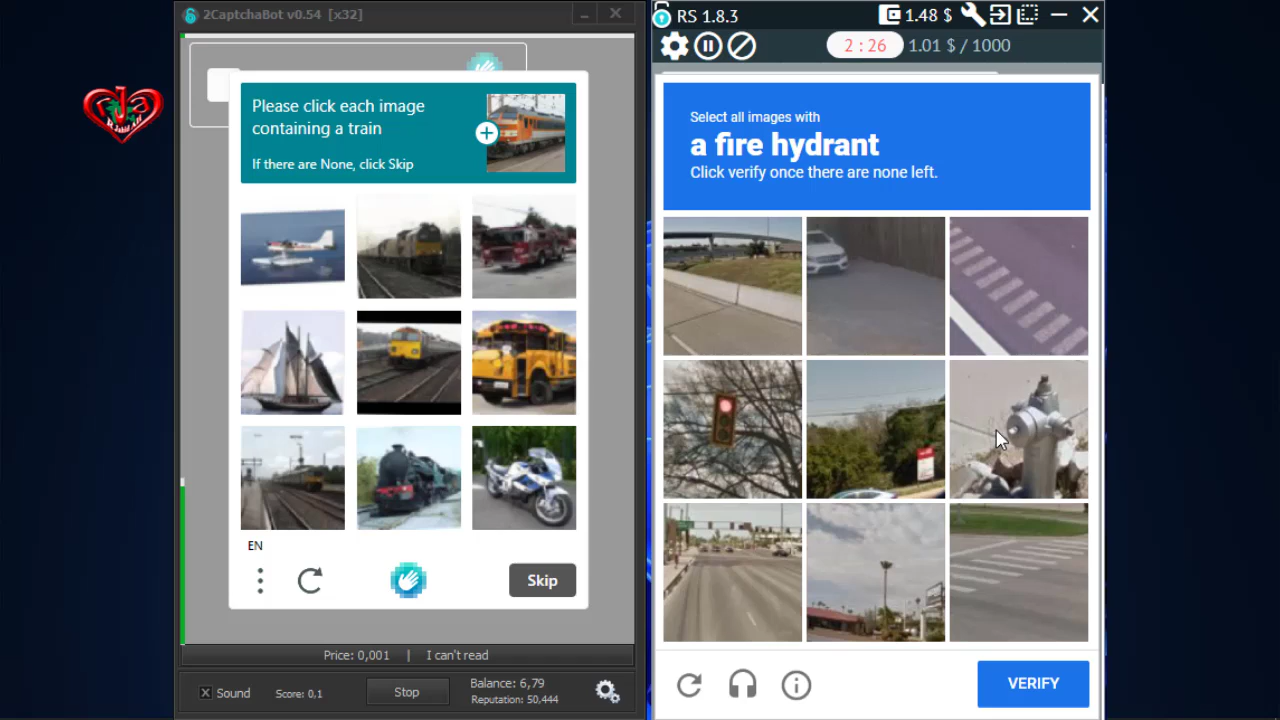 2CaptchaBot v0.54 [x32]
Please click each image
containing a train
If there are None, click Skip
EN
Skip
Price: 0,001 | I can't read
Sound
Score: 0,1
Stop
Balance: 6,79
Reputation: 50,444
RS 1.8.3
1.48 $
2 : 26
1.01 $ / 1000
Select all images with
a fire hydrant
Click verify once there are none left.
VERIFY